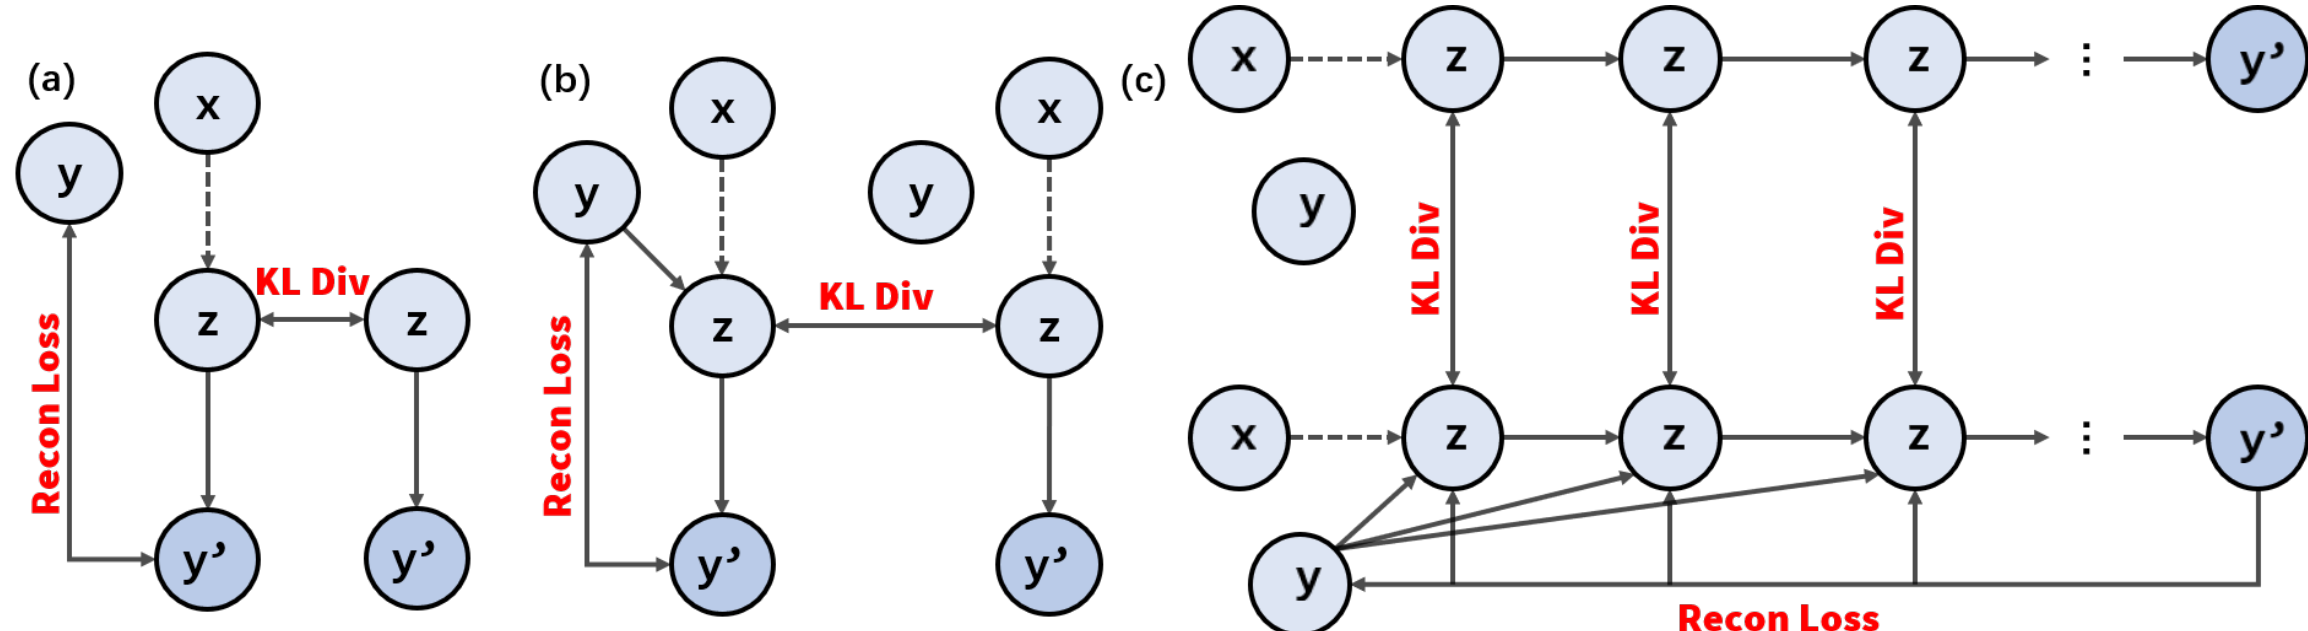 (a)
x
y
KL Div
z
z
Recon Loss
y’
y’
(b)
x
x
y
y
KL Div
z
z
Recon Loss
y’
y’
(c)
x
z
z
z
⋮
y’
y
KL Div
KL Div
KL Div
x
z
z
z
⋮
y’
y
Recon Loss